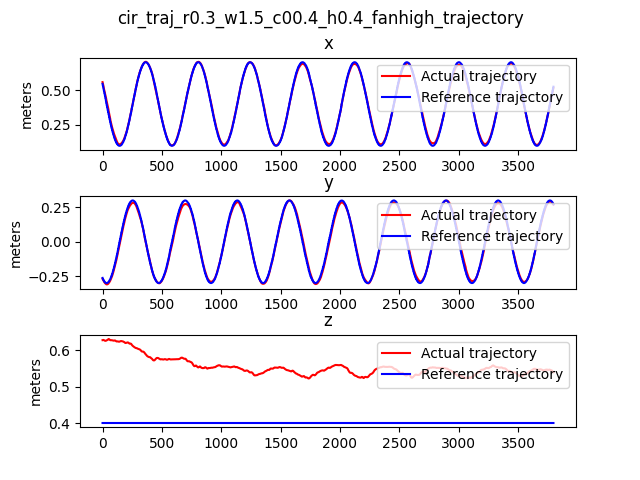 cir_traj_r0.3_w1.5_c00.4_h0.4_fanhigh_trajectory
x
meters
0.50
0.25
Actual trajectory
Reference trajectory
0 500 1000 1500 2000 2500 3000 3500
y
meters
0.25
0.00
−0.25
Actual trajectory
Reference trajectory
0 500 1000 1500 2000 2500 3000 3500
z
meters
0.6
0.5
0.4
Actual trajectory
Reference trajectory
0 500 1000 1500 2000 2500 3000 3500